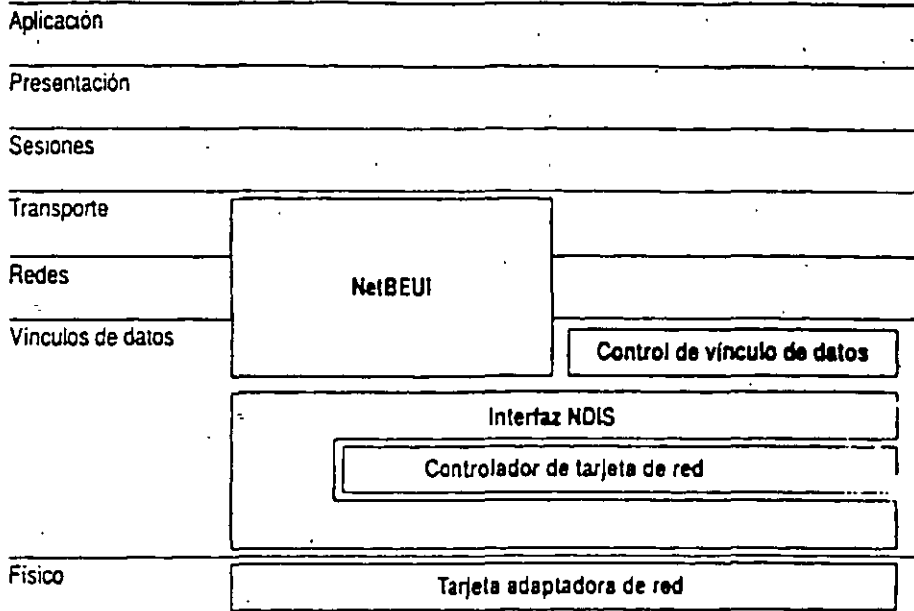 Aplicación
Presentación
Sesiones
Transporte
Redes
NetBEUI
Vínculos de datos
Control de vínculo de datos
Interfaz NDIS
Controlador de tarjeta de red
Físico
Tarjeta adaptadora de red